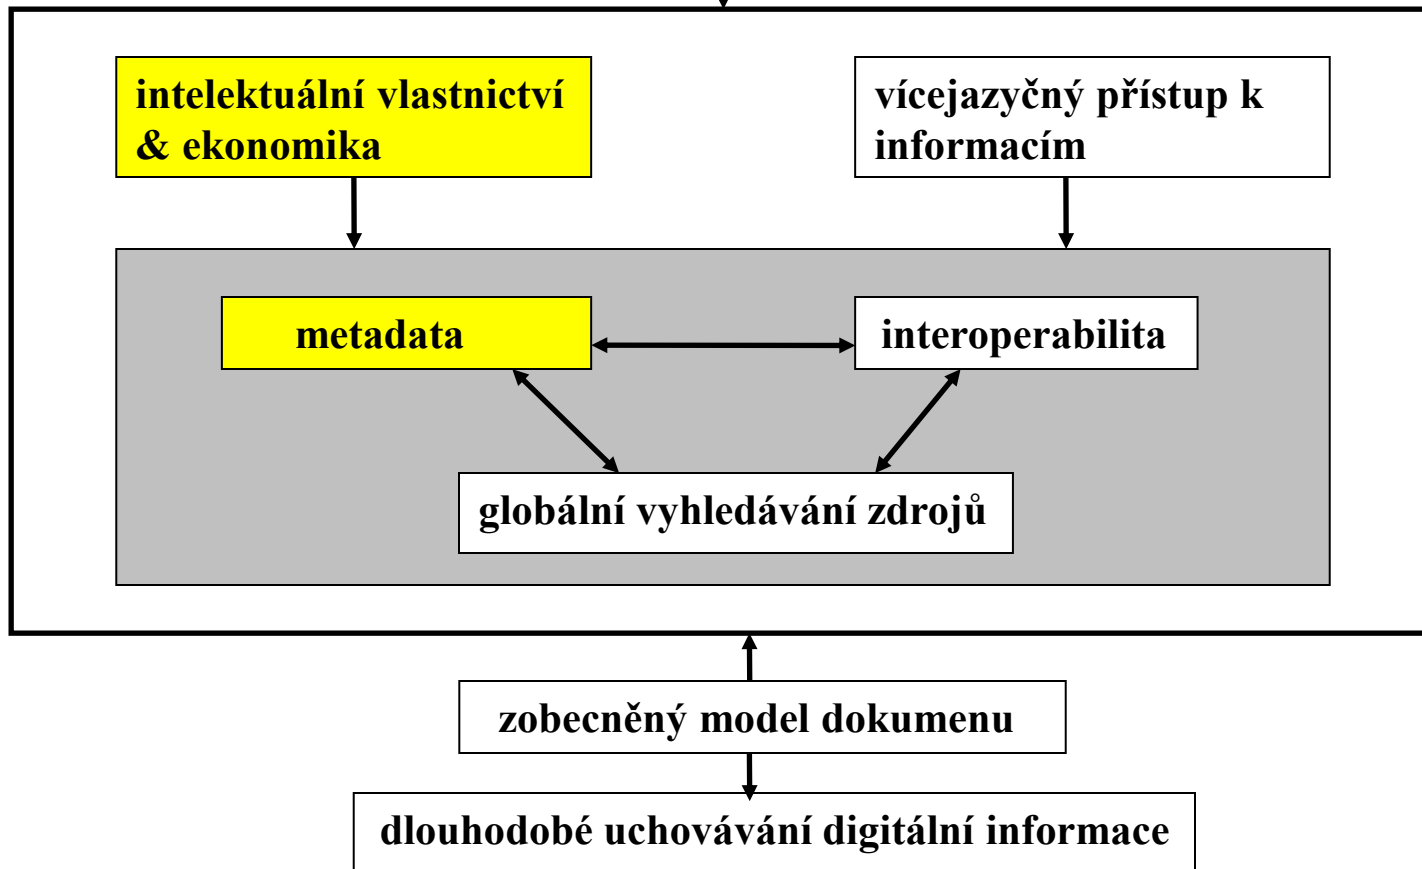 intelektuální vlastnictví
& ekonomika
vícejazyčný přístup k
informacím
metadata
interoperabilita
globální vyhledávání zdrojů
zobecněný model dokumenu
dlouhodobé uchovávání digitální informace